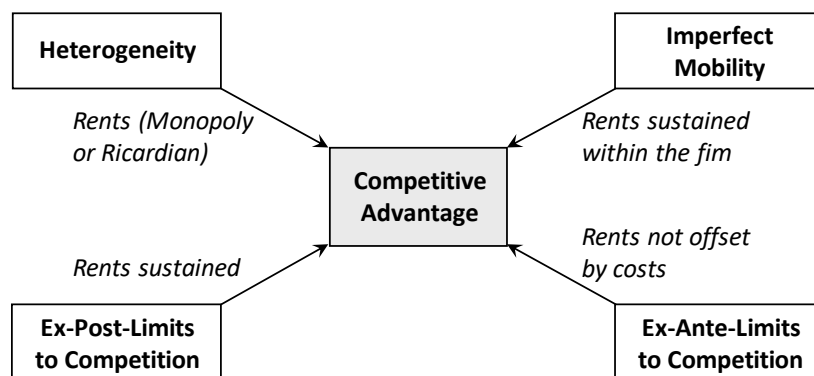 Heterogeneity
Imperfect
Mobility
Rents (Monopoly
or Ricardian)
Rents sustained
within the fim
Competitive
Advantage
Rents sustained
Rents not offset
by costs
Ex-Post-Limits
to Competition
Ex-Ante-Limits
to Competition